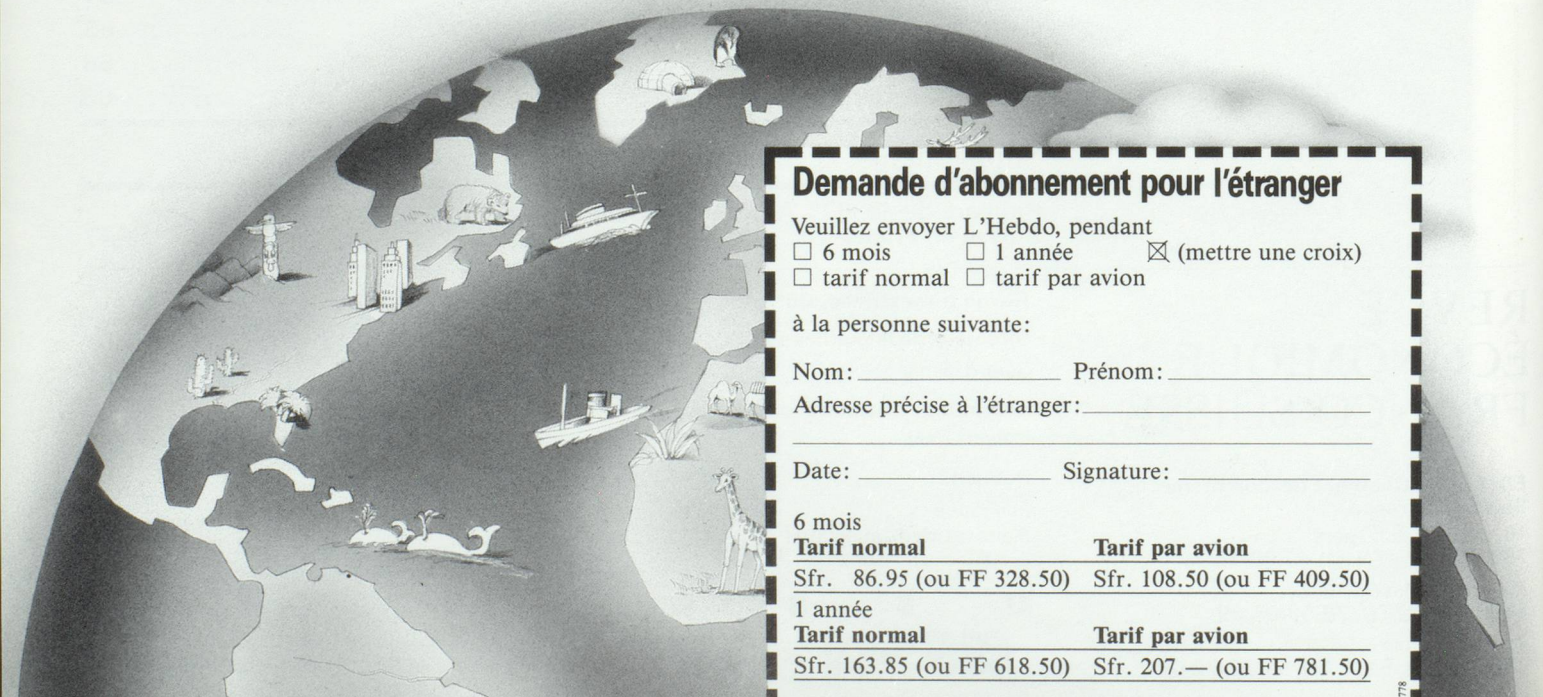 Demande d'abonnement pour l'étranger
Veuillez envoyer L'Hebdo, pendant
☐ 6 mois ☐ 1 année ☒ (mettre une croix)
☐ tarif normal ☐ tarif par avion
à la personne suivante:
Nom: Prénom:
Adresse précise à l'étranger:
Date: Signature:
6 mois
Tarif normal Tarif par avion
Sfr. 86.95 (ou FF 328.50) Sfr. 108.50 (ou FF 409.50)
1 année
Tarif normal Tarif par avion
Sfr. 163.85 (ou FF 618.50) Sfr. 207.— (ou FF 781.50)
778